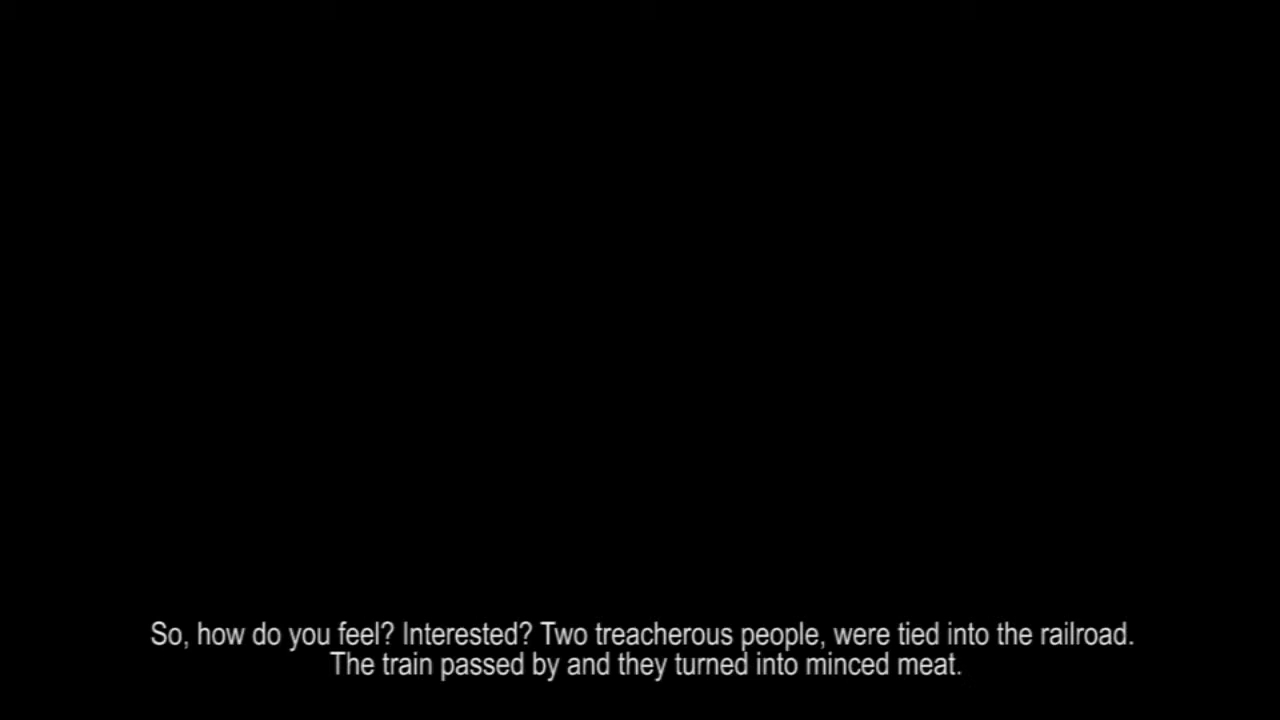 So, how do you feel? Interested? Two treacherous people, were tied into the railroad.
The train passed by and they turned into minced meat.